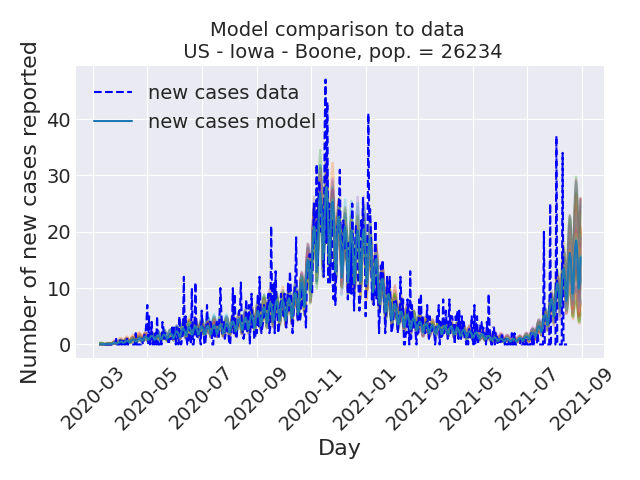 Model comparison to data
US - Iowa - Boone, pop. = 26234
Number of new cases reported
new cases data
new cases model
40
30
20
10
0
2020-03
2020-05
2020-07
2020-09
2020-11
2021-01
2021-03
2021-05
2021-07
2021-09
Day